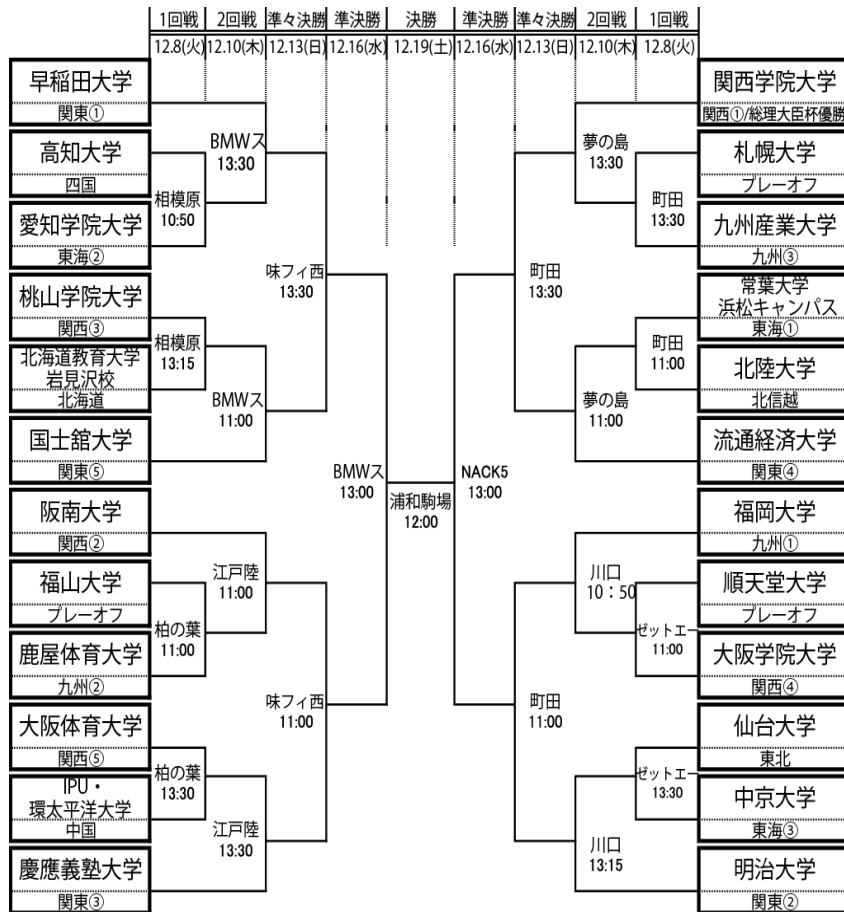 1回戦 2回戦 準々決勝 準決勝 決勝 準決勝 準々決勝 2回戦 1回戦
12.8(火) 12.10(木) 12.13(日) 12.16(水) 12.19(土) 12.16(水) 12.13(日) 12.10(木) 12.8(火)
早稲田大学
関東①
高知大学
四国
愛知学院大学
東海②
桃山学院大学
関西③
北海道教育大学
岩見沢校
北海道
国士舘大学
関東⑤
阪南大学
関西②
福山大学
プレーオフ
鹿屋体育大学
九州②
大阪体育大学
関西⑤
IPU・
環太平洋大学
中国
慶應義塾大学
関東③
相模原
10:50
相模原
13:15
柏の葉
11:00
柏の葉
13:30
BMWス
13:30
BMWス
11:00
江戸陸
11:00
江戸陸
13:30
味フィ西
13:30
味フィ西
11:00
BMWス
13:00
浦和駒場
12:00
NACK5
13:00
町田
13:30
町田
11:00
夢の島
13:30
夢の島
11:00
川口
10：50
川口
13:15
町田
13:30
町田
11:00
ゼットエー
11:00
ゼットエー
13:30
関西学院大学
関西①/総理大臣杯優勝
札幌大学
プレーオフ
九州産業大学
九州③
常葉大学
浜松キャンパス
東海①
北陸大学
北信越
流通経済大学
関東④
福岡大学
九州①
順天堂大学
プレーオフ
大阪学院大学
関西④
仙台大学
東北
中京大学
東海③
明治大学
関東②